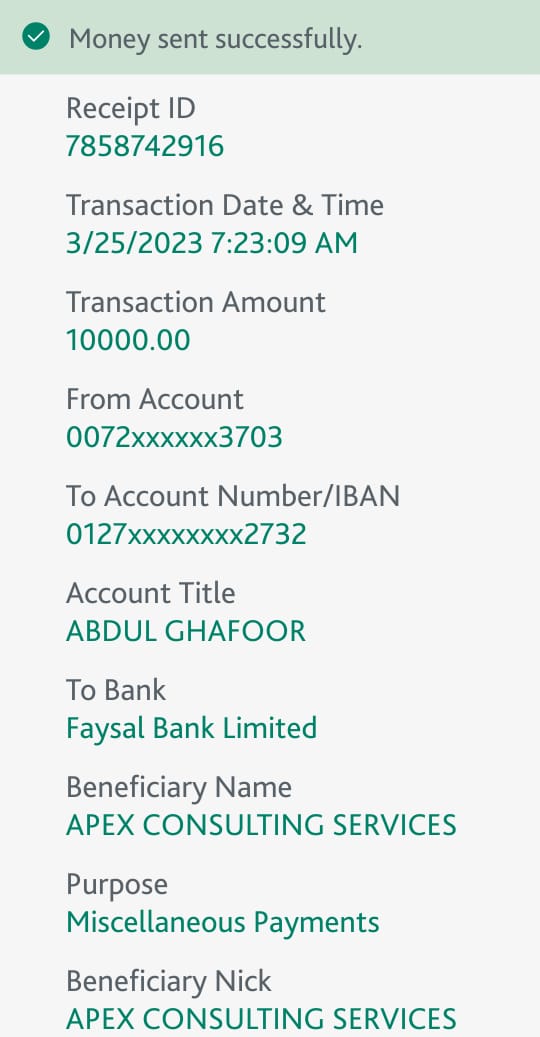 Money sent successfully.
Receipt ID
7858742916
Transaction Date & Time
3/25/2023 7:23:09 AM
Transaction Amount
10000.00
From Account
0072xxxxxx3703
To Account Number/IBAN
0127xxxxxxxx2732
Account Title
ABDUL GHAFOOR
To Bank
Faysal Bank Limited
Beneficiary Name
APEX CONSULTING SERVICES
Purpose
Miscellaneous Payments
Beneficiary Nick
APEX CONSULTING SERVICES